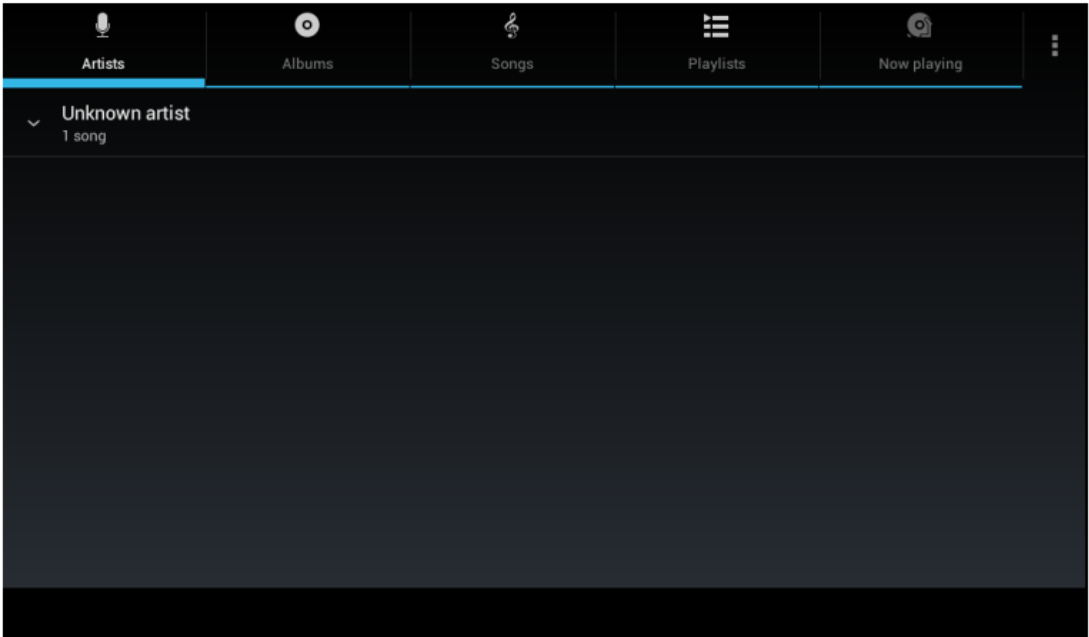 Artists
Albums
Songs
Playlists
Now playing
Unknown artist
1 song